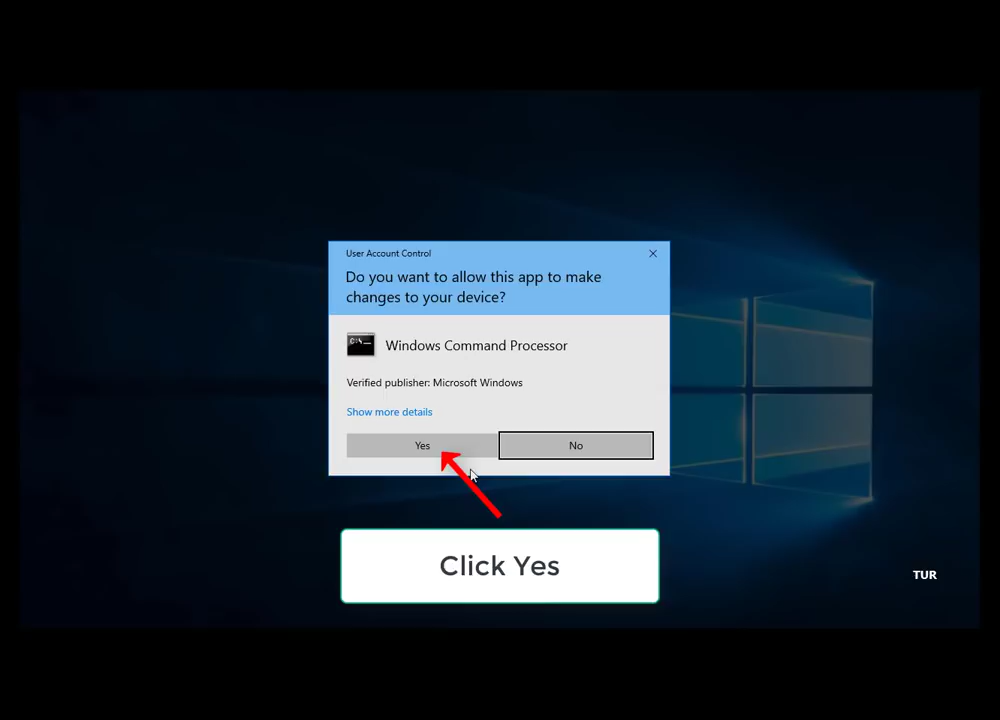 User Account Control
Do you want to allow this app to make
changes to your device?
C:\_
Windows Command Processor
Verified publisher: Microsoft Windows
Show more details
Yes
No
Click Yes
TUR